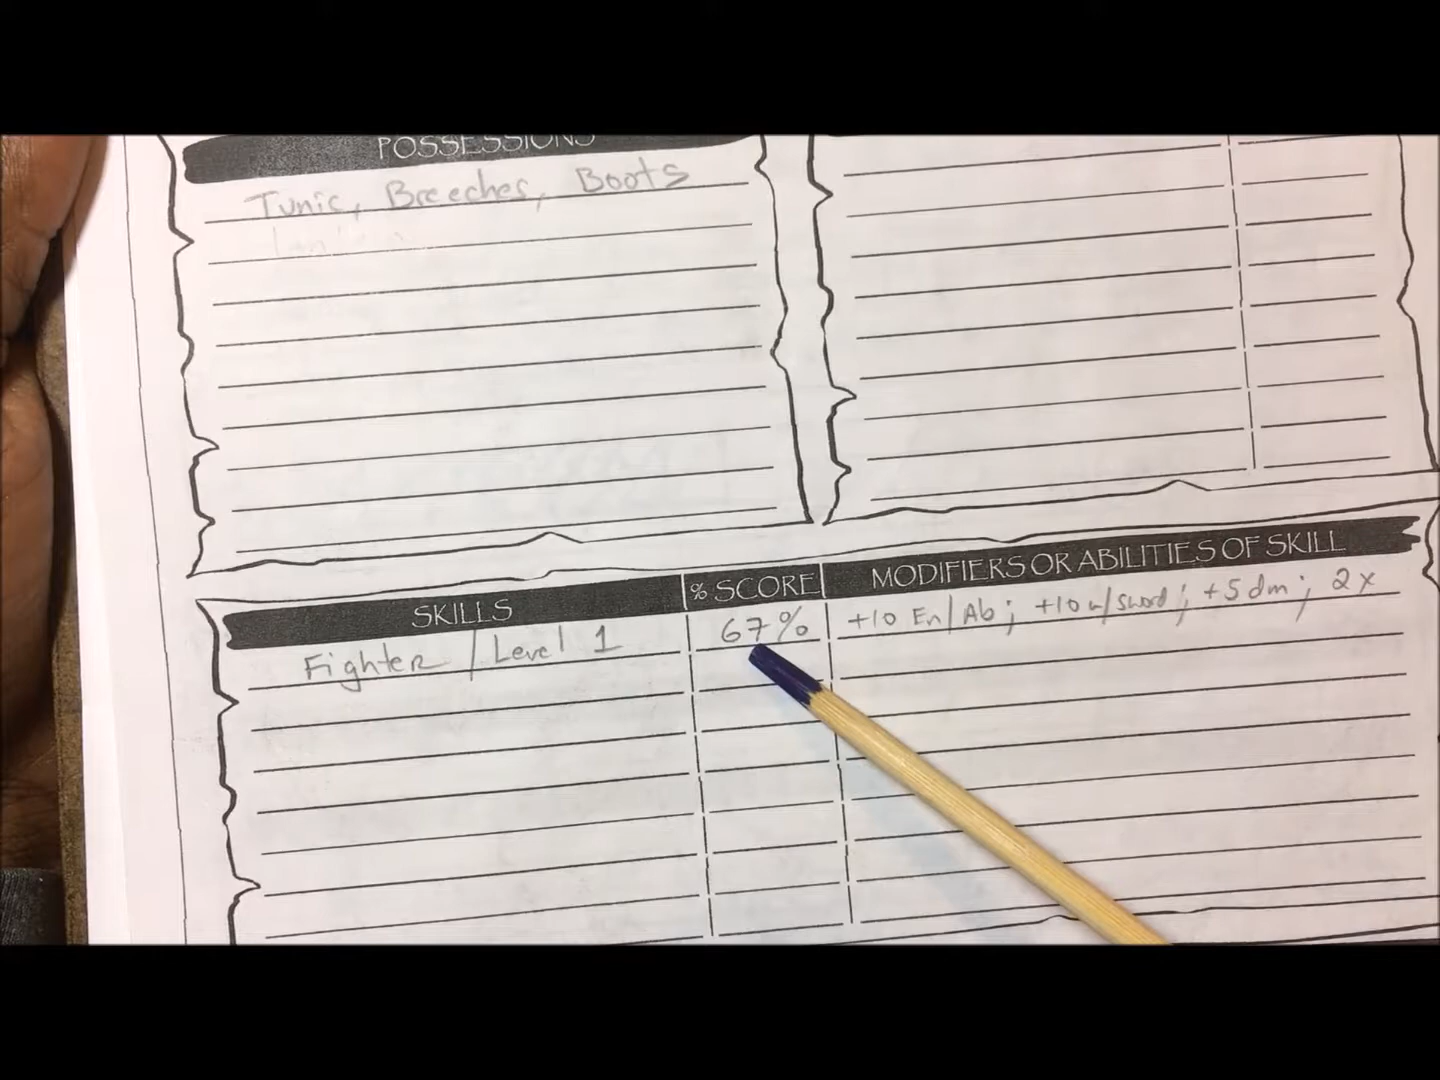 POSSESSIONS
Tunic, Breeches, Boots
SKILLS
% SCORE
MODIFIERS OR ABILITIES OF SKILL
Fighter / Level 1
67%
+10 En/Ab; +10 w/sword; +5 dm; 2x